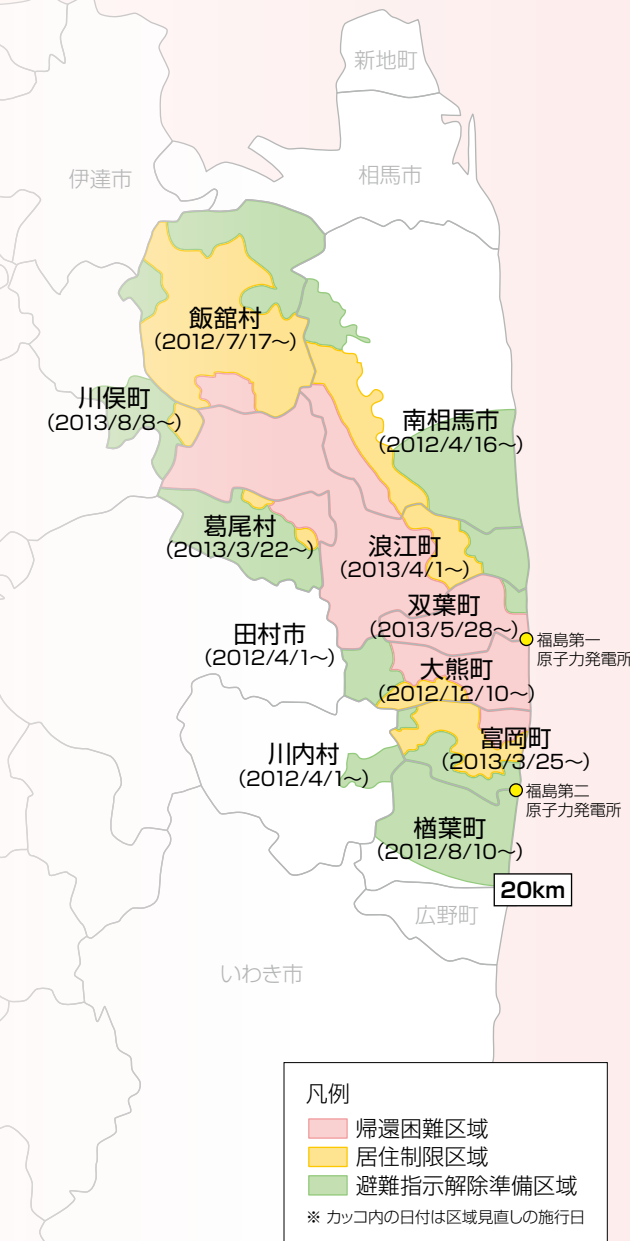 新地町
伊達市
相馬市
飯舘村
(2012/7/17〜)
川俣町
(2013/8/8〜)
南相馬市
(2012/4/16〜)
葛尾村
(2013/3/22〜)
浪江町
(2013/4/1〜)
双葉町
(2013/5/28〜)
福島第一
原子力発電所
田村市
(2012/4/1〜)
大熊町
(2012/12/10〜)
富岡町
(2013/3/25〜)
川内村
(2012/4/1〜)
福島第二
原子力発電所
楢葉町
(2012/8/10〜)
20km
広野町
いわき市
凡例
帰還困難区域
居住制限区域
避難指示解除準備区域
※ カッコ内の日付は区域見直しの施行日